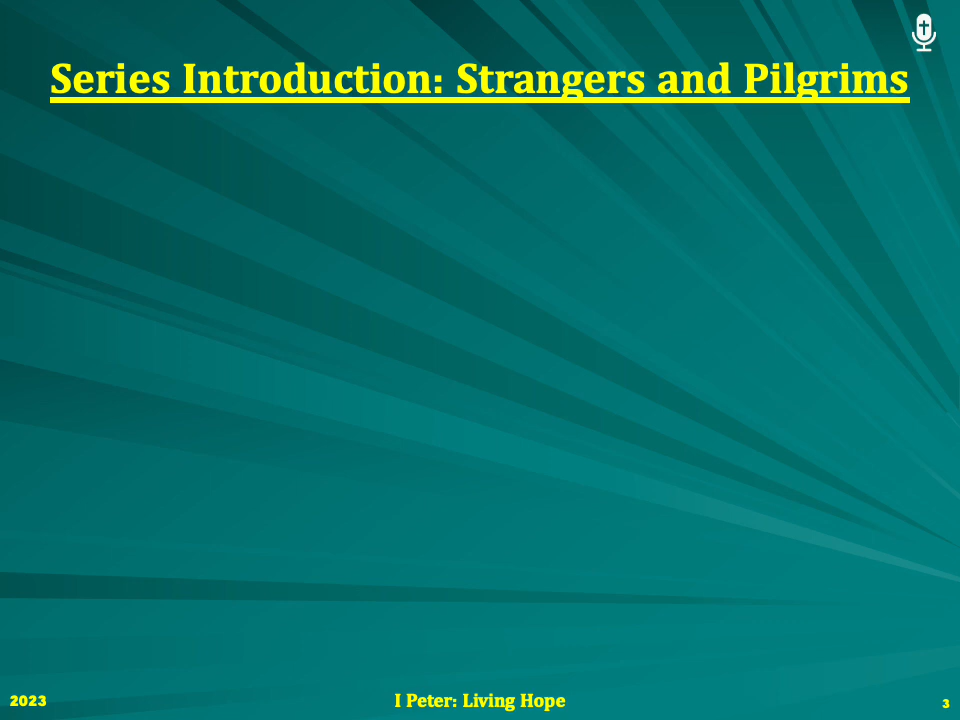 Series Introduction: Strangers and Pilgrims
2023
I Peter: Living Hope
3